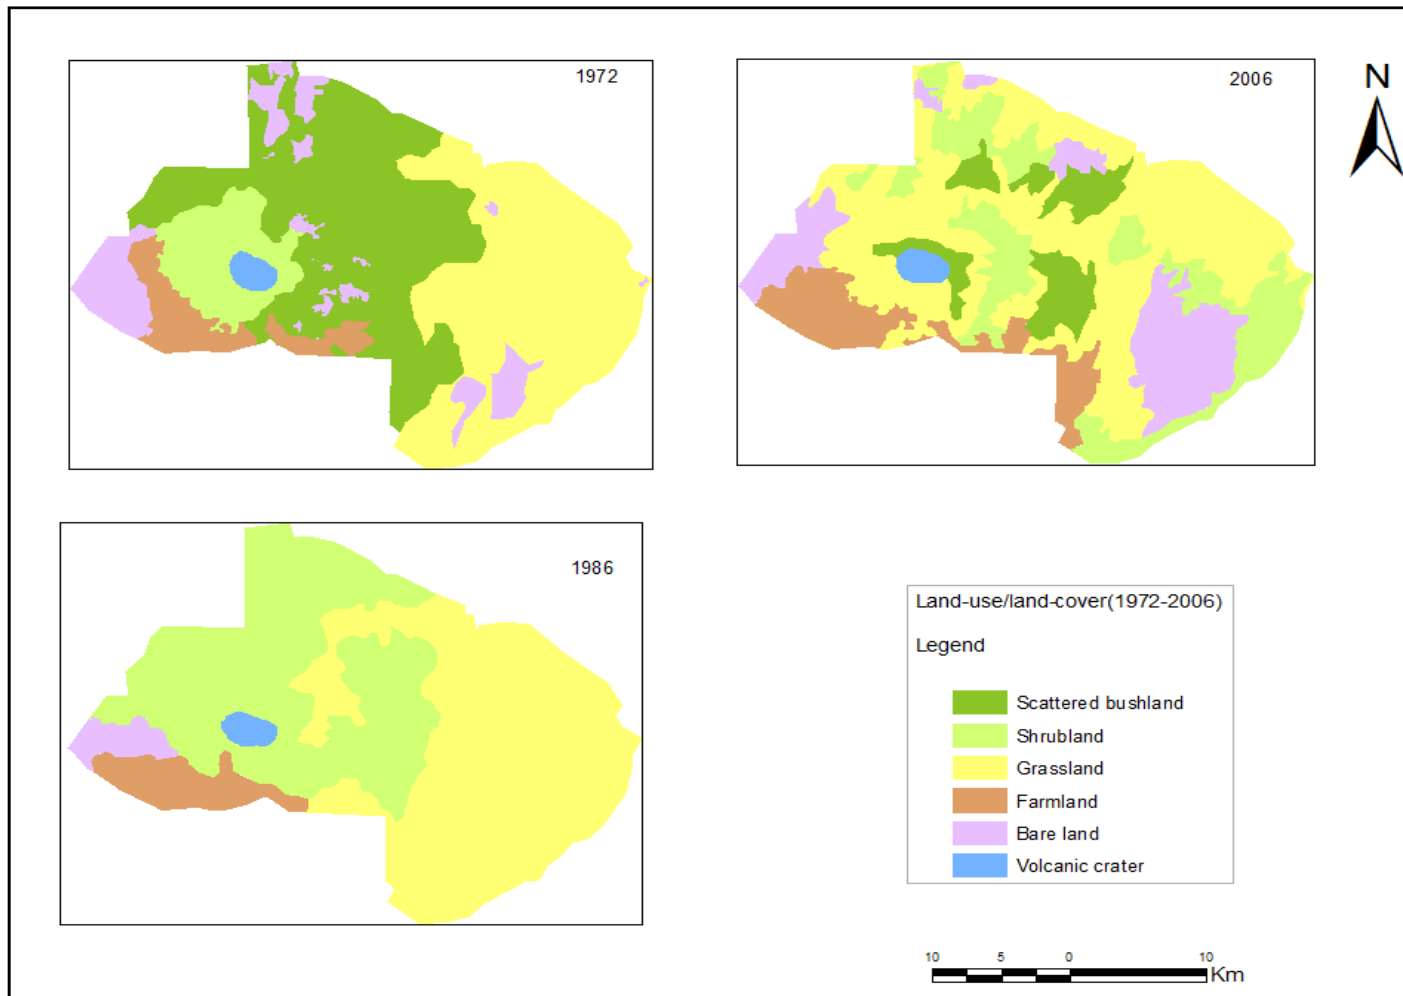 1972
2006
N
1986
Land-use/land-cover(1972-2006)
Legend
Scattered bushland
Shrubland
Grassland
Farmland
Bare land
Volcanic crater
10 5 0 10
Km